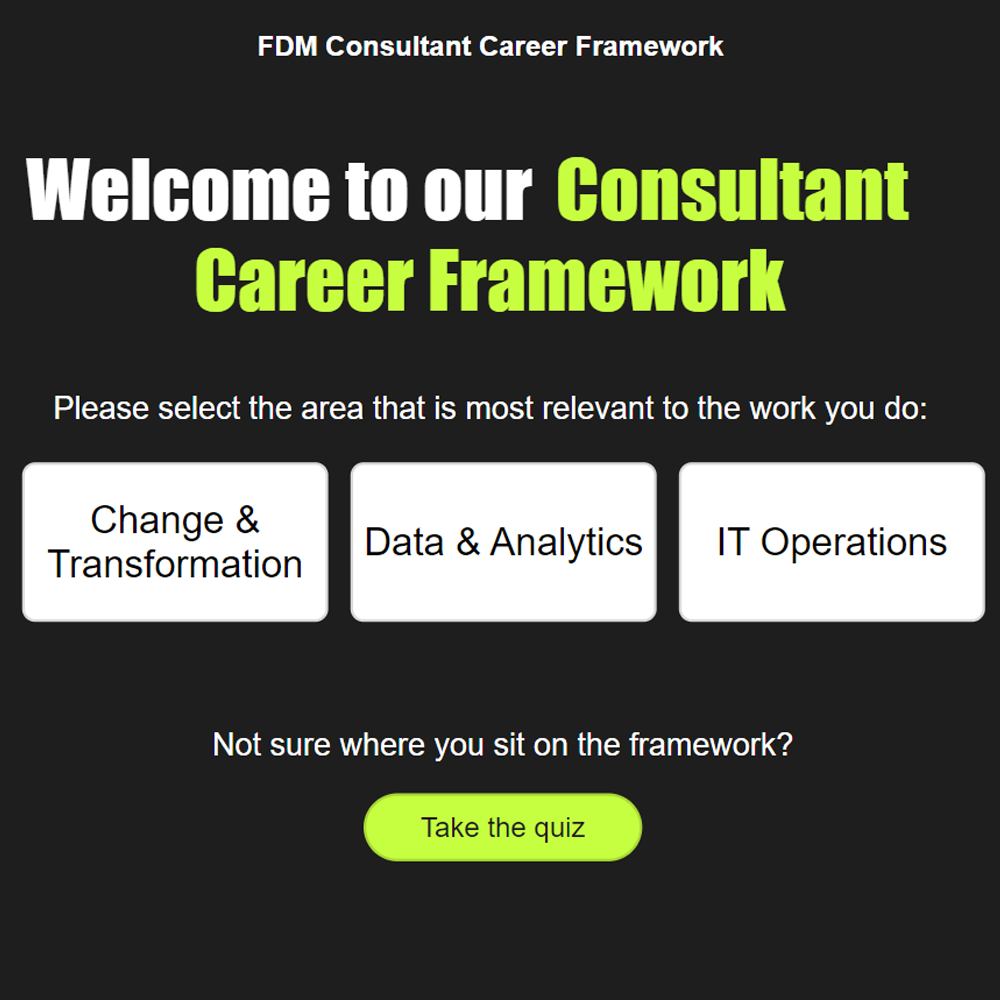 FDM Consultant Career Framework
Welcome to our Consultant
Career Framework
Please select the area that is most relevant to the work you do:
Change &
Transformation
Data & Analytics
IT Operations
Not sure where you sit on the framework?
Take the quiz